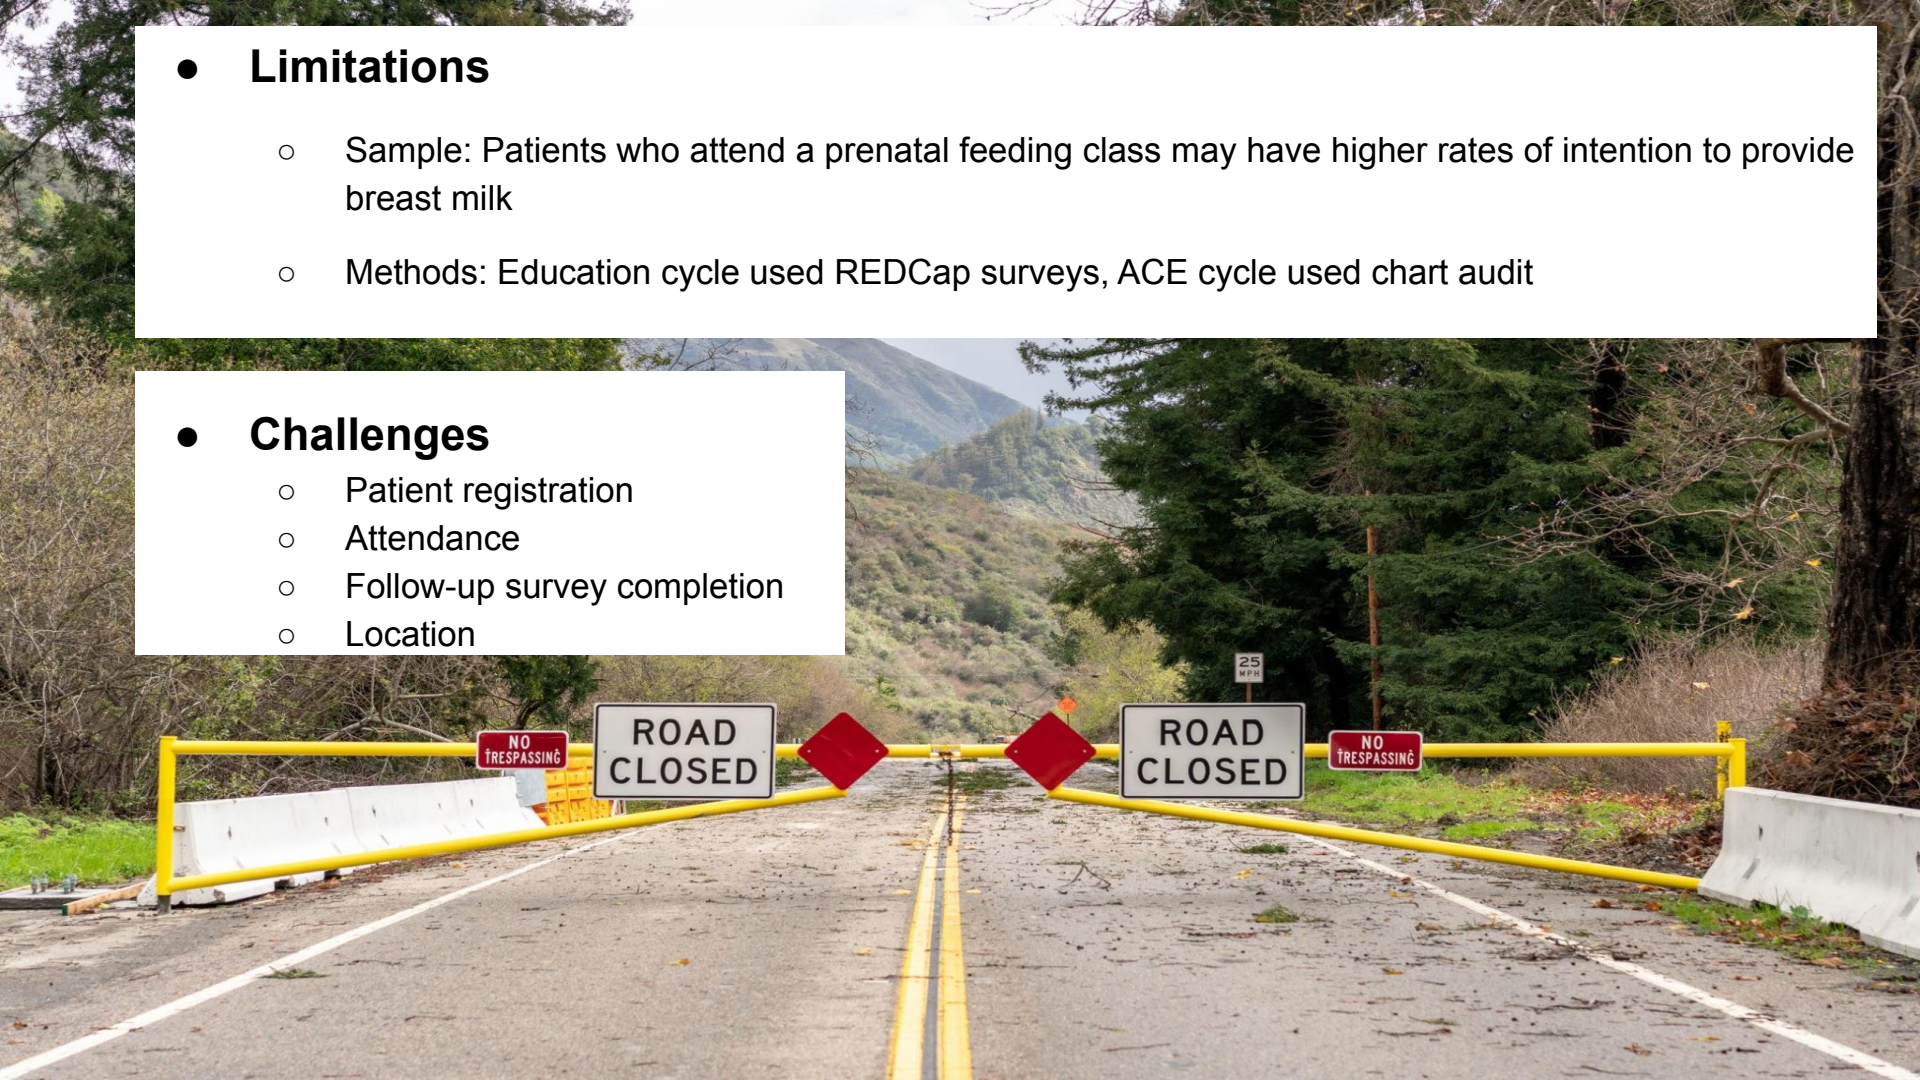 ● Limitations
○ Sample: Patients who attend a prenatal feeding class may have higher rates of intention to provide
breast milk
○ Methods: Education cycle used REDCap surveys, ACE cycle used chart audit
● Challenges
○ Patient registration
○ Attendance
○ Follow-up survey completion
○ Location
25
MPH
NO
TRESPASSING
ROAD
CLOSED
ROAD
CLOSED
NO
TRESPASSING